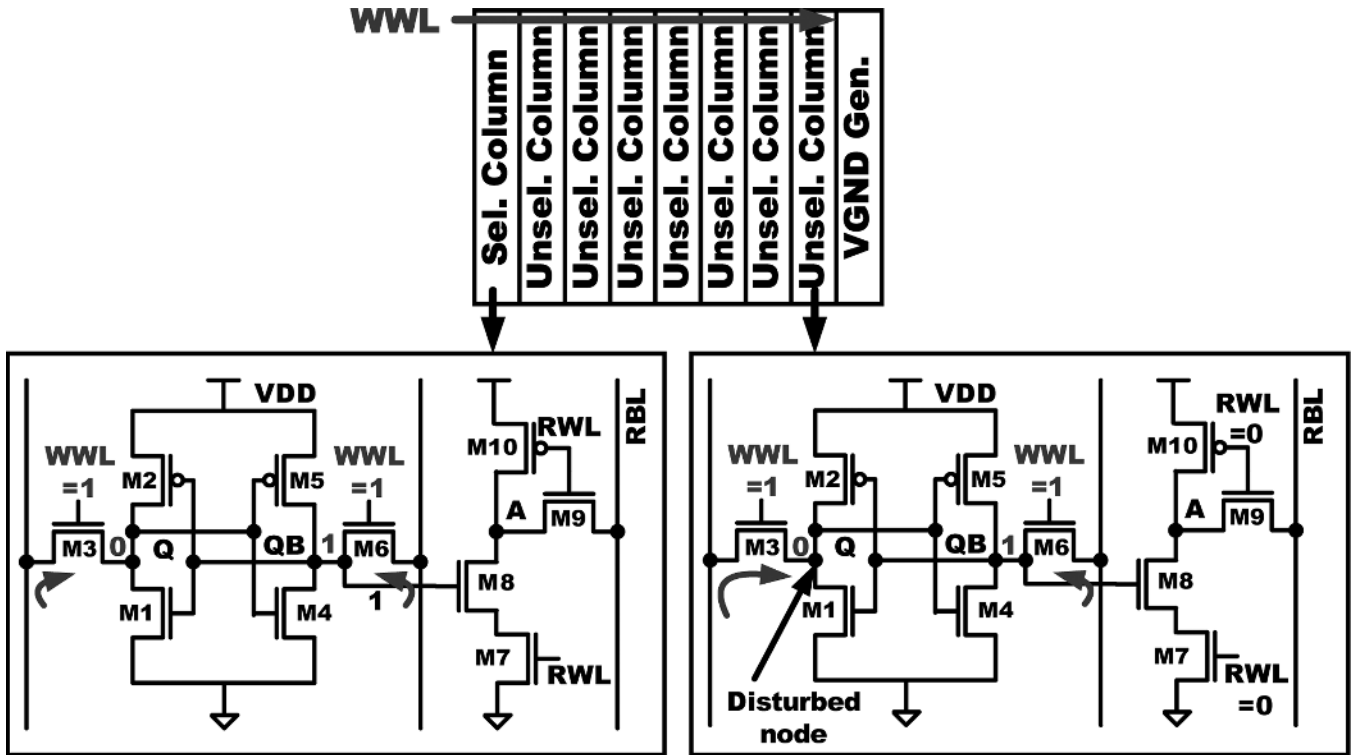 WWL
Sel. Column
Unsel. Column
Unsel. Column
Unsel. Column
Unsel. Column
Unsel. Column
Unsel. Column
Unsel. Column
VGND Gen.
VDD
RBL
M10
RWL
WWL
=1
M2
M5
WWL
=1
A
M9
M3
0
Q
QB
1
M6
M8
M1
1
M4
M7
RWL
VDD
RBL
RWL
=0
M10
WWL
=1
M2
M5
WWL
=1
A
M9
M3
0
Q
QB
1
M6
M8
M1
M4
M7
RWL
=0
Disturbed
node